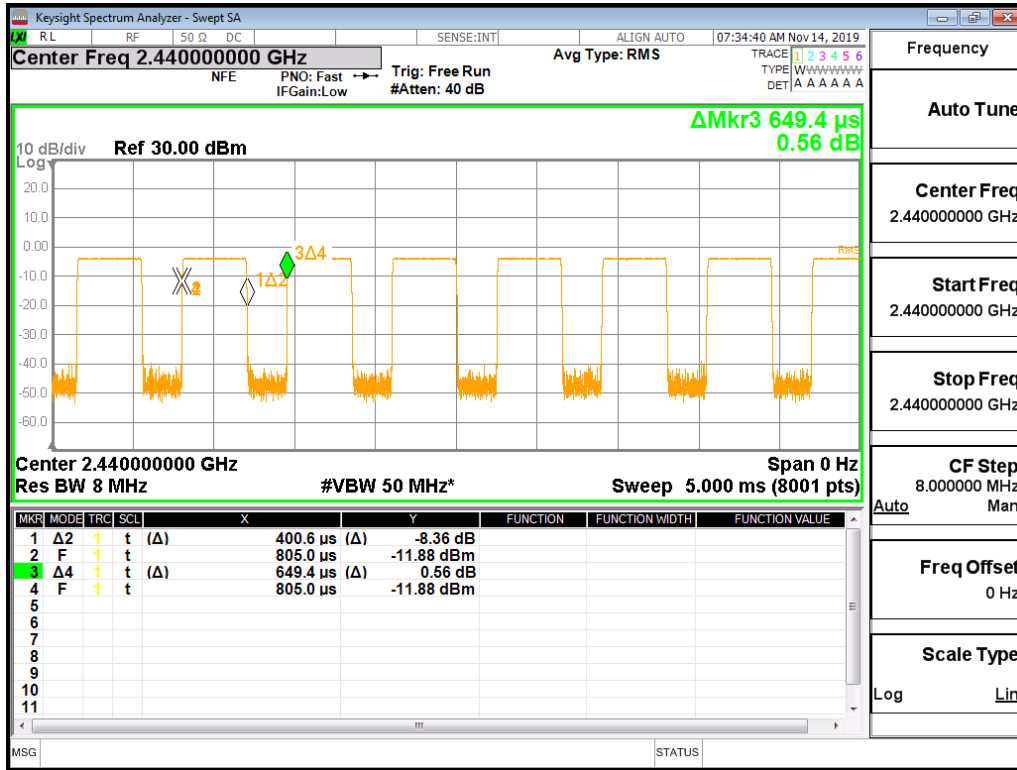 Keysight Spectrum Analyzer - Swept SA
LXI RL RF 50 Ω DC SENSE:INT ALIGN AUTO 07:34:40 AM Nov 14, 2019
Center Freq 2.440000000 GHz
NFE
PNO: Fast
IFGain:Low
Trig: Free Run
#Atten: 40 dB
Avg Type: RMS
TRACE 1 2 3 4 5 6
TYPE WWWWWW
DET A A A A A A
ΔMkr3 649.4 µs
0.56 dB
10 dB/div Ref 30.00 dBm
Log
20.0
10.0
0.00
-10.0
-20.0
-30.0
-40.0
-50.0
-60.0
3Δ4
1Δ2
RMS
Center 2.440000000 GHz Span 0 Hz
Res BW 8 MHz #VBW 50 MHz* Sweep 5.000 ms (8001 pts)
MKR MODE TRC SCL X Y FUNCTION FUNCTION WIDTH FUNCTION VALUE
1 Δ2 1 t (Δ) 400.6 µs (Δ) -8.36 dB
2 F 1 t 805.0 µs -11.88 dBm
3 Δ4 1 t (Δ) 649.4 µs (Δ) 0.56 dB
4 F 1 t 805.0 µs -11.88 dBm
5
6
7
8
9
10
11
MSG STATUS
Frequency
Auto Tune
Center Freq
2.440000000 GHz
Start Freq
2.440000000 GHz
Stop Freq
2.440000000 GHz
CF Step
8.000000 MHz
Auto Man
Freq Offset
0 Hz
Scale Type
Log Lin